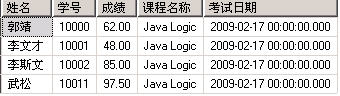 姓名 学号 成绩 课程名称 考试日期
郭靖 10000 62.00 Java Logic 2009-02-17 00:00:00.000
李文才 10001 48.00 Java Logic 2009-02-17 00:00:00.000
李斯文 10002 85.00 Java Logic 2009-02-17 00:00:00.000
武松 10011 97.50 Java Logic 2009-02-17 00:00:00.000